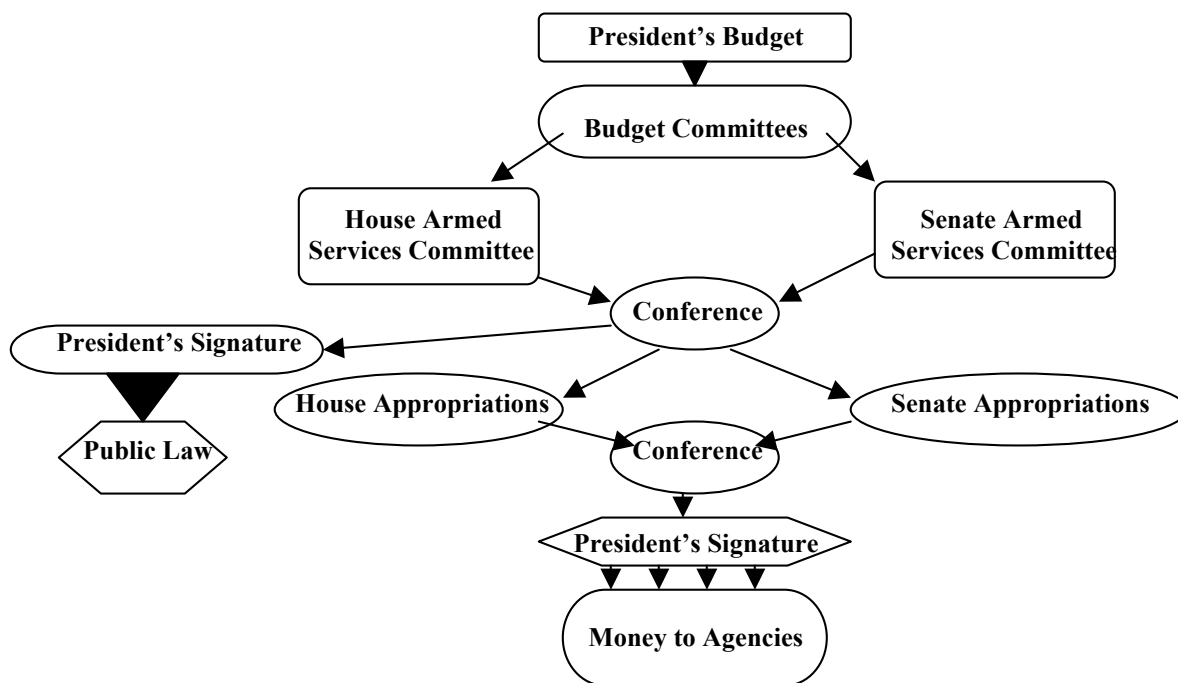 President’s Budget
Budget Committees
House Armed
Services Committee
Senate Armed
Services Committee
Conference
President’s Signature
House Appropriations
Senate Appropriations
Public Law
Conference
President’s Signature
Money to Agencies